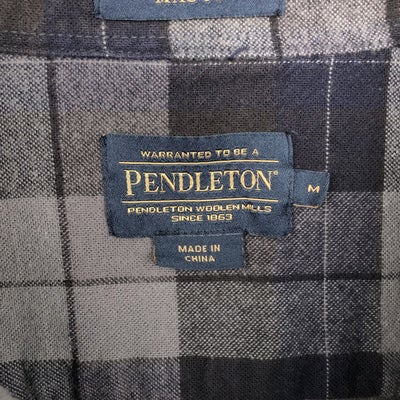 WARRANTED TO BE A
PENDLETON®
M
PENDLETON WOOLEN MILLS
SINCE 1863
MADE IN
CHINA